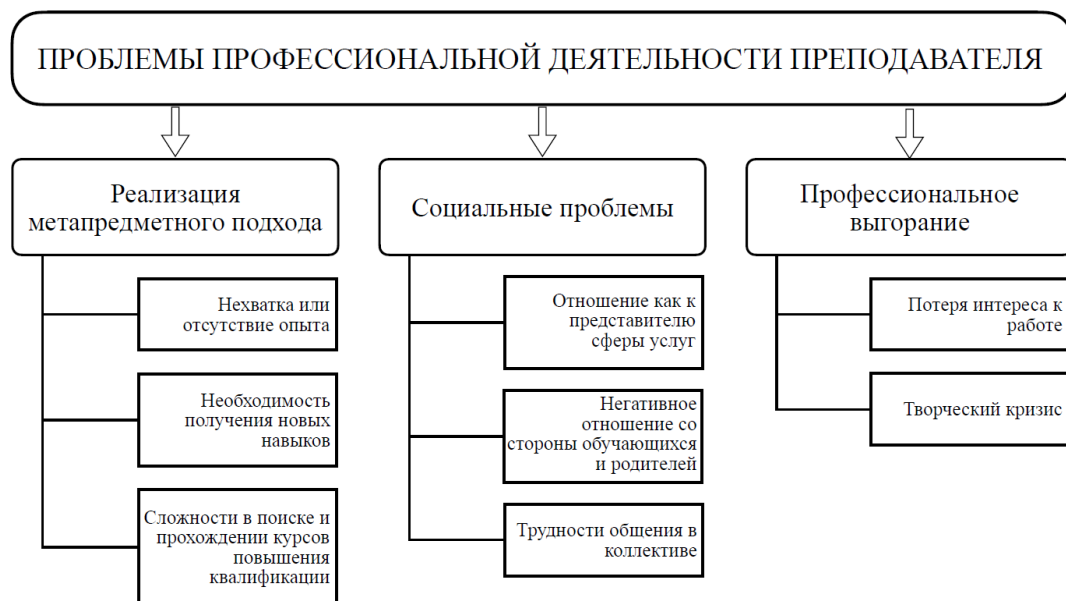 ПРОБЛЕМЫ ПРОФЕССИОНАЛЬНОЙ ДЕЯТЕЛЬНОСТИ ПРЕПОДАВАТЕЛЯ
Реализация
метапредметного подхода
Нехватка или
отсутствие опыта
Необходимость
получения новых
навыков
Сложности в поиске и
прохождении курсов
повышения
квалификации
Социальные проблемы
Отношение как к
представителю
сферы услуг
Негативное
отношение со
стороны обучающихся
и родителей
Трудности общения в
коллективе
Профессиональное
выгорание
Потеря интереса к
работе
Творческий кризис